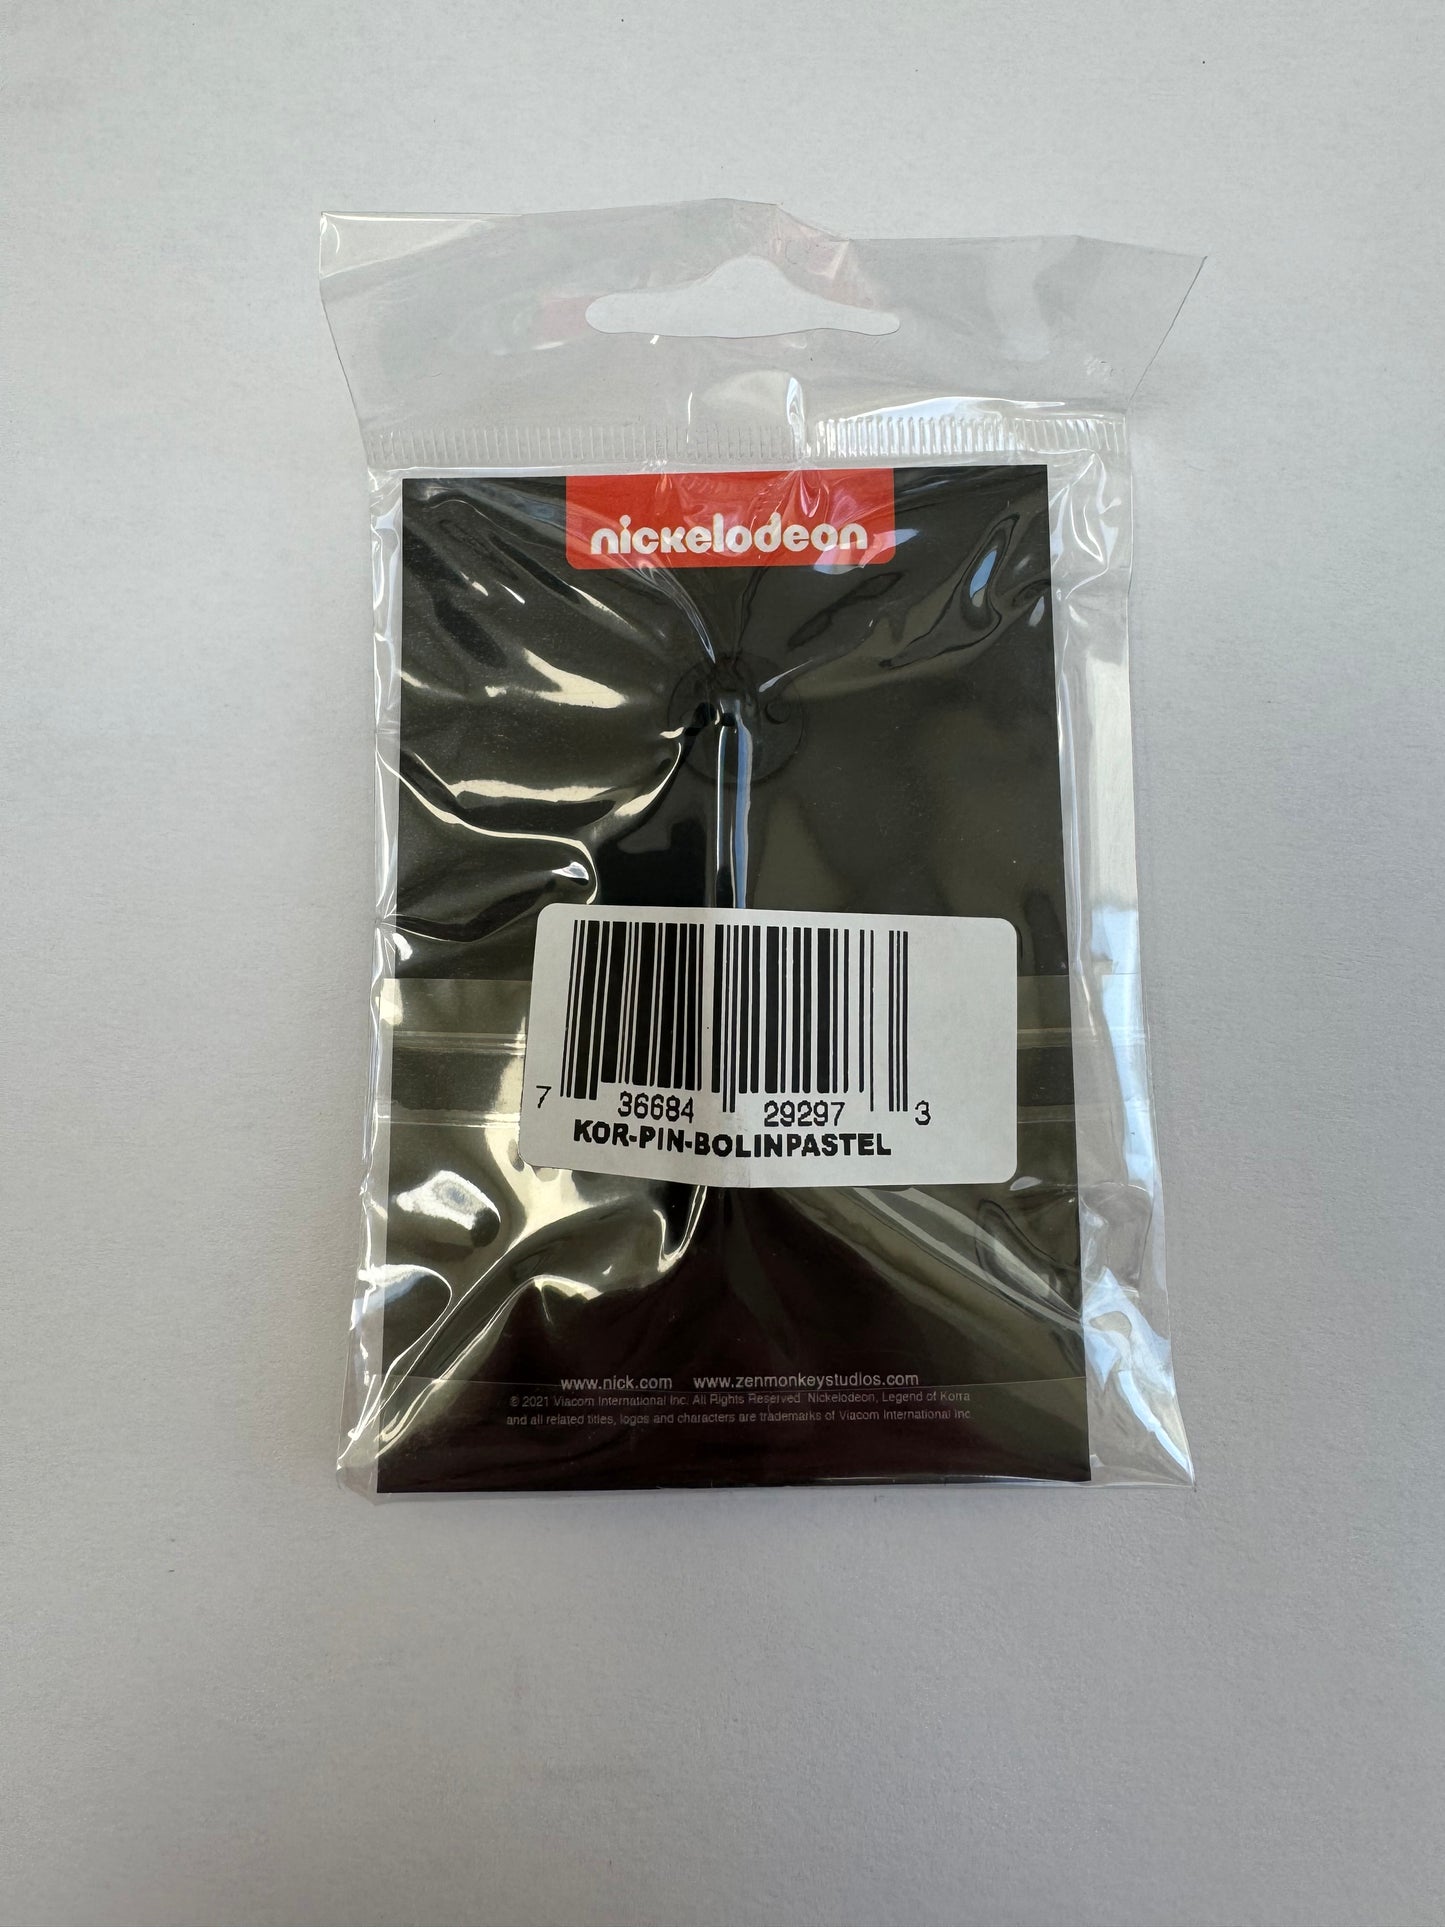 nickelodeon
7 36684 29297 3
KOR-PIN-BOLINPASTEL
www.nick.com www.zenmonkeystudios.com
© 2021 Viacom International Inc. All Rights Reserved. Nickelodeon, Legend of Korra
and all related titles, logos and characters are trademarks of Viacom International Inc.